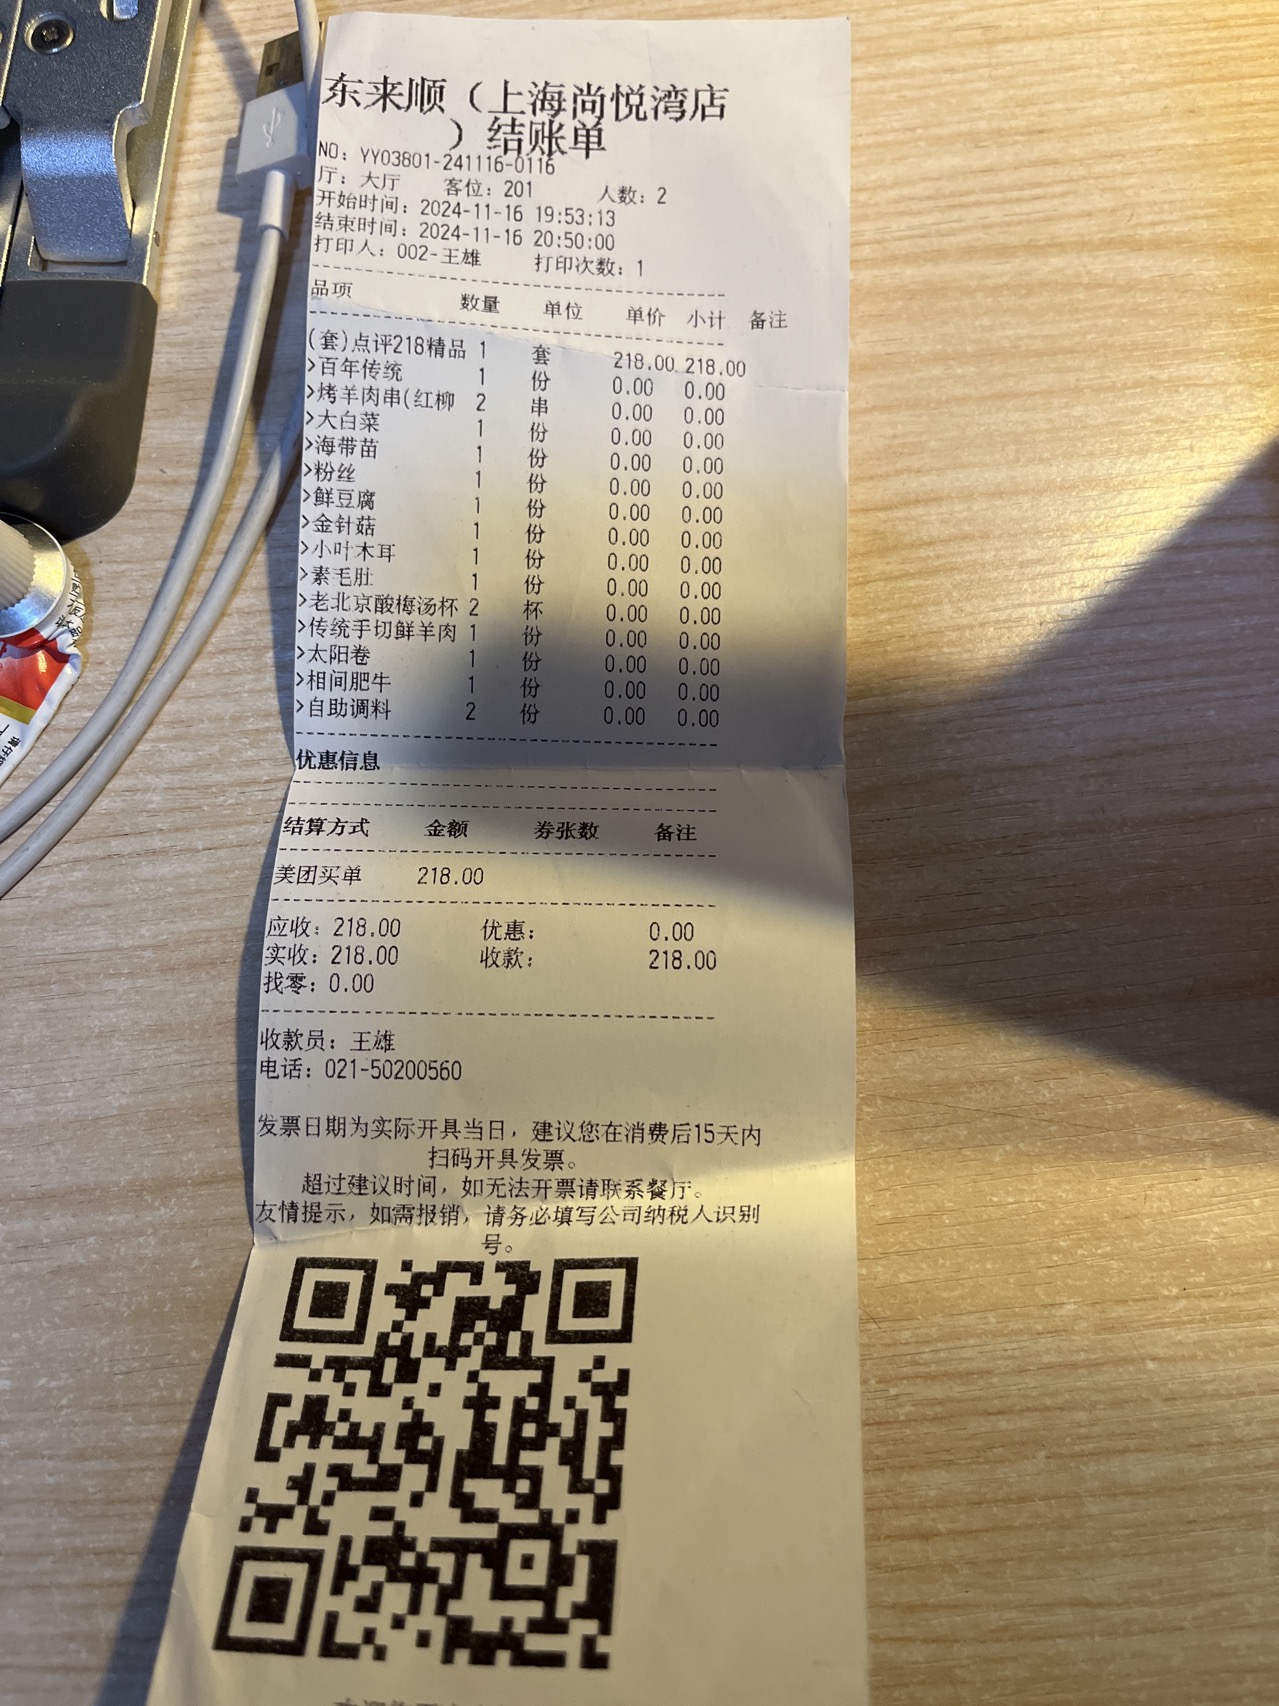 东来顺（上海尚悦湾店
）结账单
NO: YY03801-241116-0116
厅: 大厅 客位: 201 人数: 2
开始时间: 2024-11-16 19:53:13
结束时间: 2024-11-16 20:50:00
打印人: 002-王雄 打印次数: 1
品项 数量 单位 单价 小计 备注
(套)点评218精品 1 套 218.00 218.00
>百年传统 1 份 0.00 0.00
>烤羊肉串(红柳 2 串 0.00 0.00
>大白菜 1 份 0.00 0.00
>海带苗 1 份 0.00 0.00
>粉丝 1 份 0.00 0.00
>鲜豆腐 1 份 0.00 0.00
>金针菇 1 份 0.00 0.00
>小叶木耳 1 份 0.00 0.00
>素毛肚 1 份 0.00 0.00
>老北京酸梅汤杯 2 杯 0.00 0.00
>传统手切鲜羊肉 1 份 0.00 0.00
>太阳卷 1 份 0.00 0.00
>相间肥牛 1 份 0.00 0.00
>自助调料 2 份 0.00 0.00
优惠信息
结算方式 金额 券张数 备注
美团买单 218.00
应收: 218.00 优惠: 0.00
实收: 218.00 收款: 218.00
找零: 0.00
收款员: 王雄
电话: 021-50200560
发票日期为实际开具当日，建议您在消费后15天内
扫码开具发票。
超过建议时间，如无法开票请联系餐厅。
友情提示，如需报销，请务必填写公司纳税人识别
号。